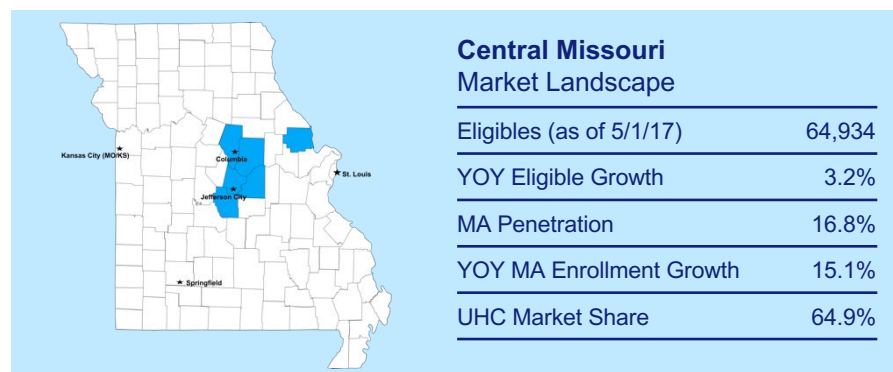 Kansas City (MO/KS)
Columbia
St. Louis
Jefferson City
Springfield
Central Missouri
Market Landscape
Eligibles (as of 5/1/17) 64,934
YOY Eligible Growth 3.2%
MA Penetration 16.8%
YOY MA Enrollment Growth 15.1%
UHC Market Share 64.9%